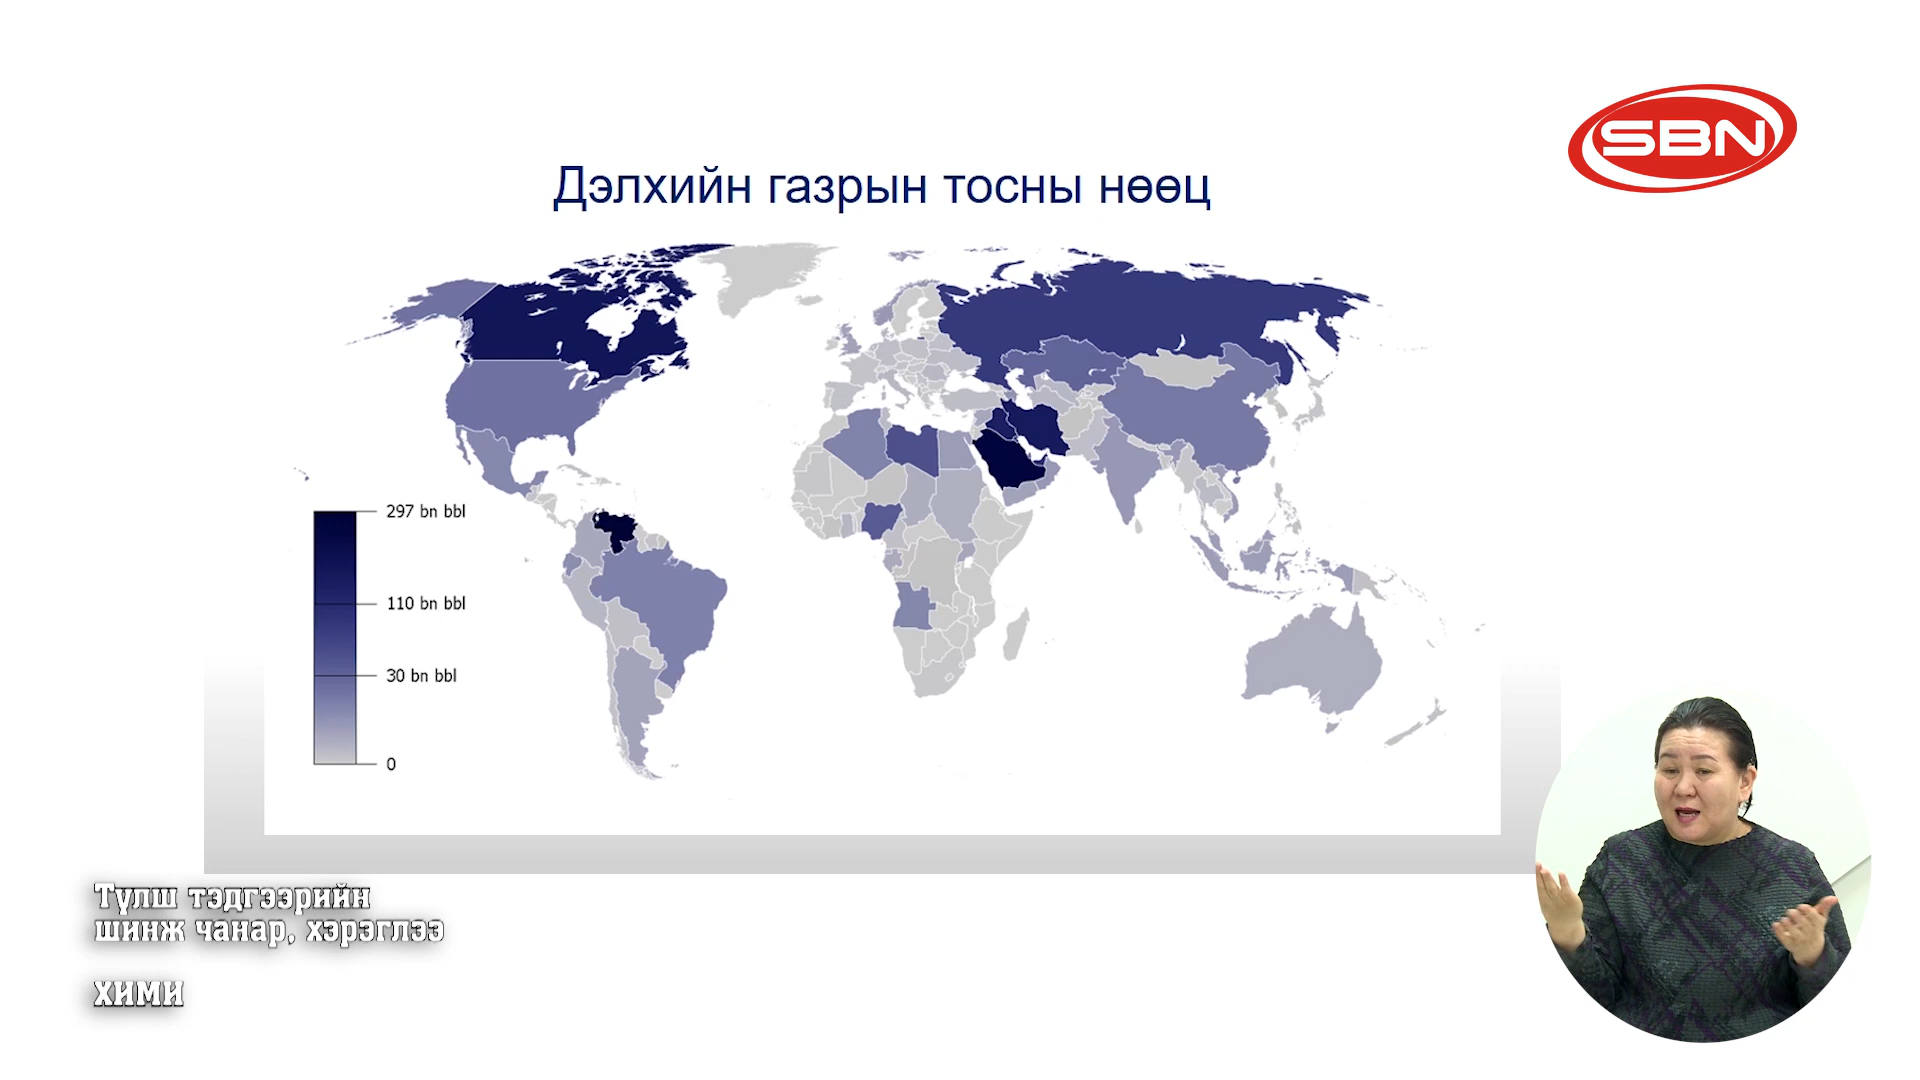 SBN
Дэлхийн газрын тосны нөөц
297 bn bbl
110 bn bbl
30 bn bbl
0
Түлш тэдгээрийн
шинж чанар, хэрэглээ
ХИМИ